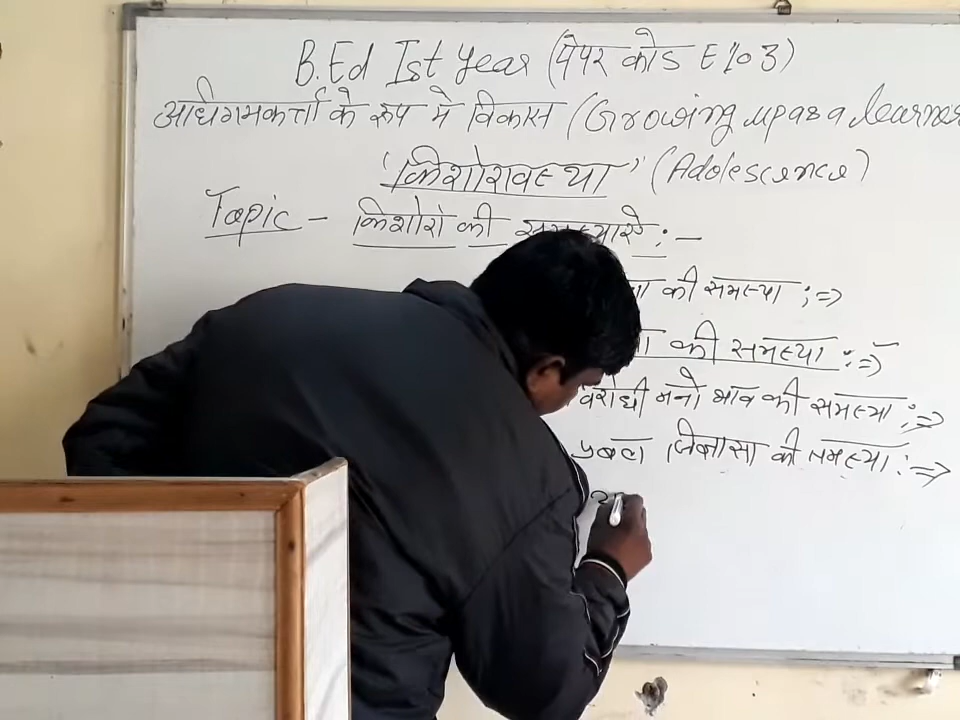 B.Ed Ist Year (पेपर कोड E 103)
अधिगमकर्त्ता के रूप में विकास (Growing up as a learner
'किशोरावस्था' (Adolescence)
Topic - किशोरों की समस्याऐं :-
की समस्या ;=>
की समस्या :=>
विरोधी मनो भाव की समस्या ;=>
प्रबल जिज्ञासा की समस्या :=>